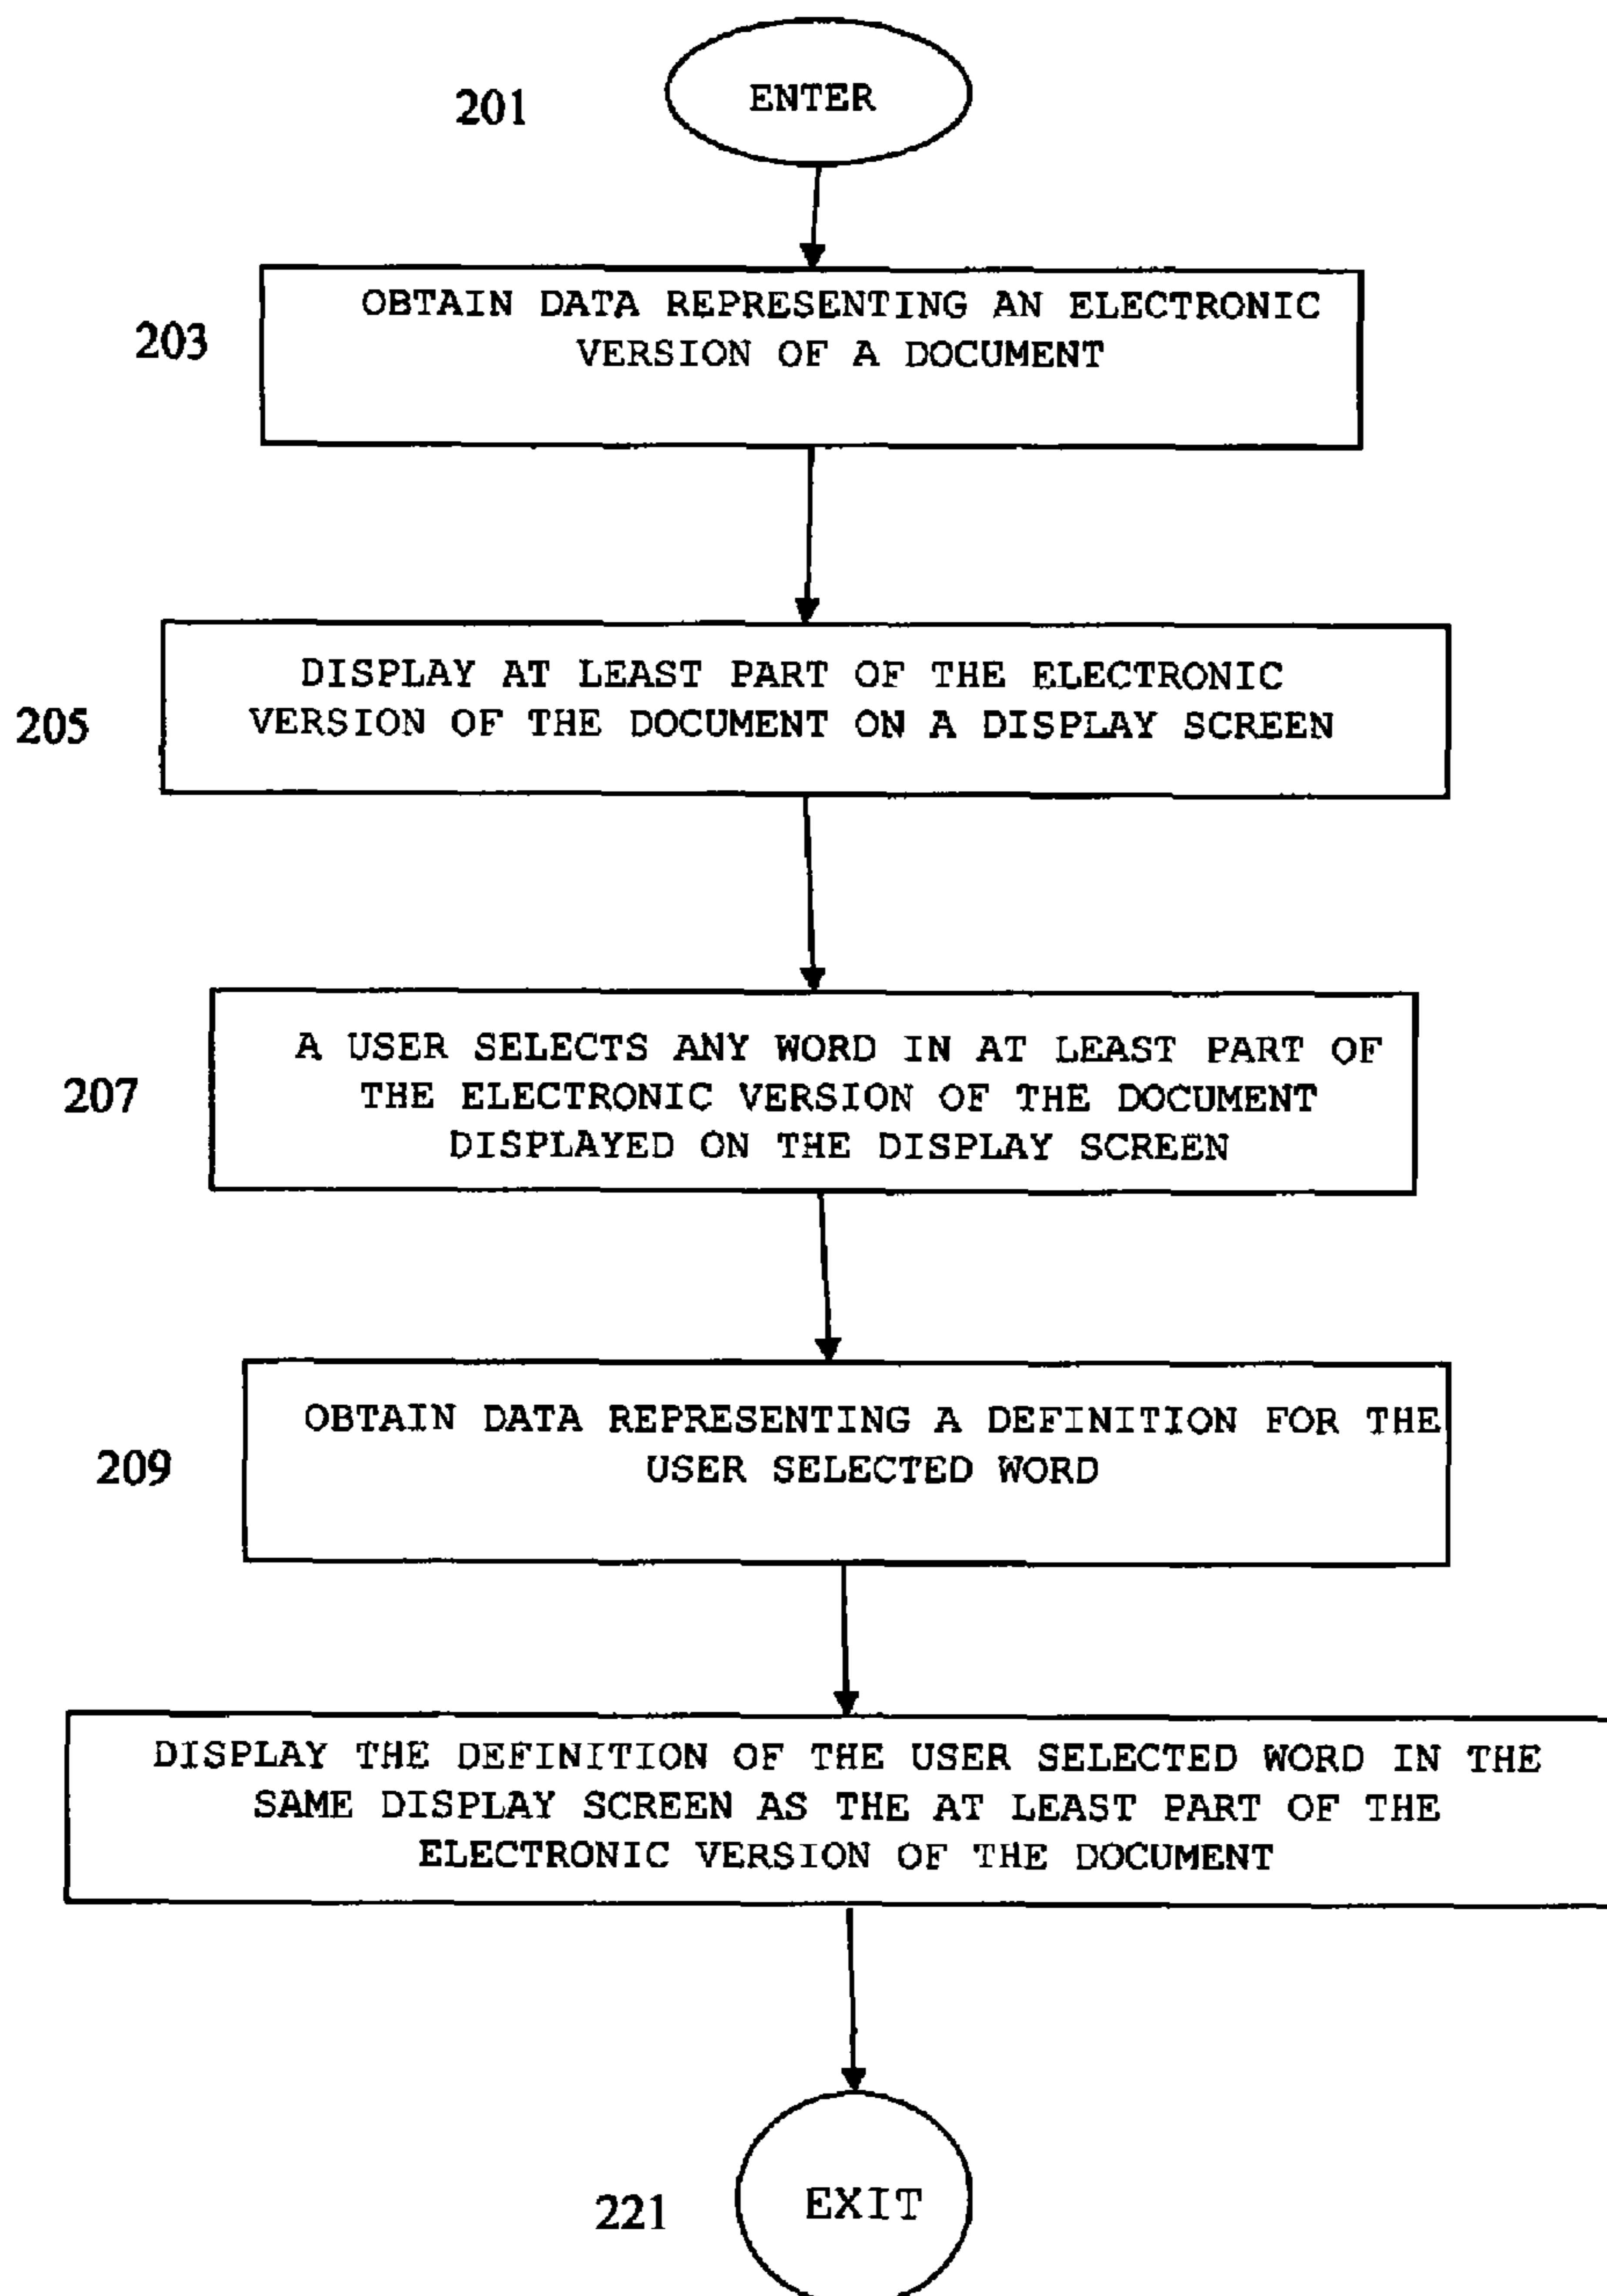 201
ENTER
203
OBTAIN DATA REPRESENTING AN ELECTRONIC
VERSION OF A DOCUMENT
205
DISPLAY AT LEAST PART OF THE ELECTRONIC
VERSION OF THE DOCUMENT ON A DISPLAY SCREEN
207
A USER SELECTS ANY WORD IN AT LEAST PART OF
THE ELECTRONIC VERSION OF THE DOCUMENT
DISPLAYED ON THE DISPLAY SCREEN
209
OBTAIN DATA REPRESENTING A DEFINITION FOR THE
USER SELECTED WORD
DISPLAY THE DEFINITION OF THE USER SELECTED WORD IN THE
SAME DISPLAY SCREEN AS THE AT LEAST PART OF THE
ELECTRONIC VERSION OF THE DOCUMENT
221
EXIT